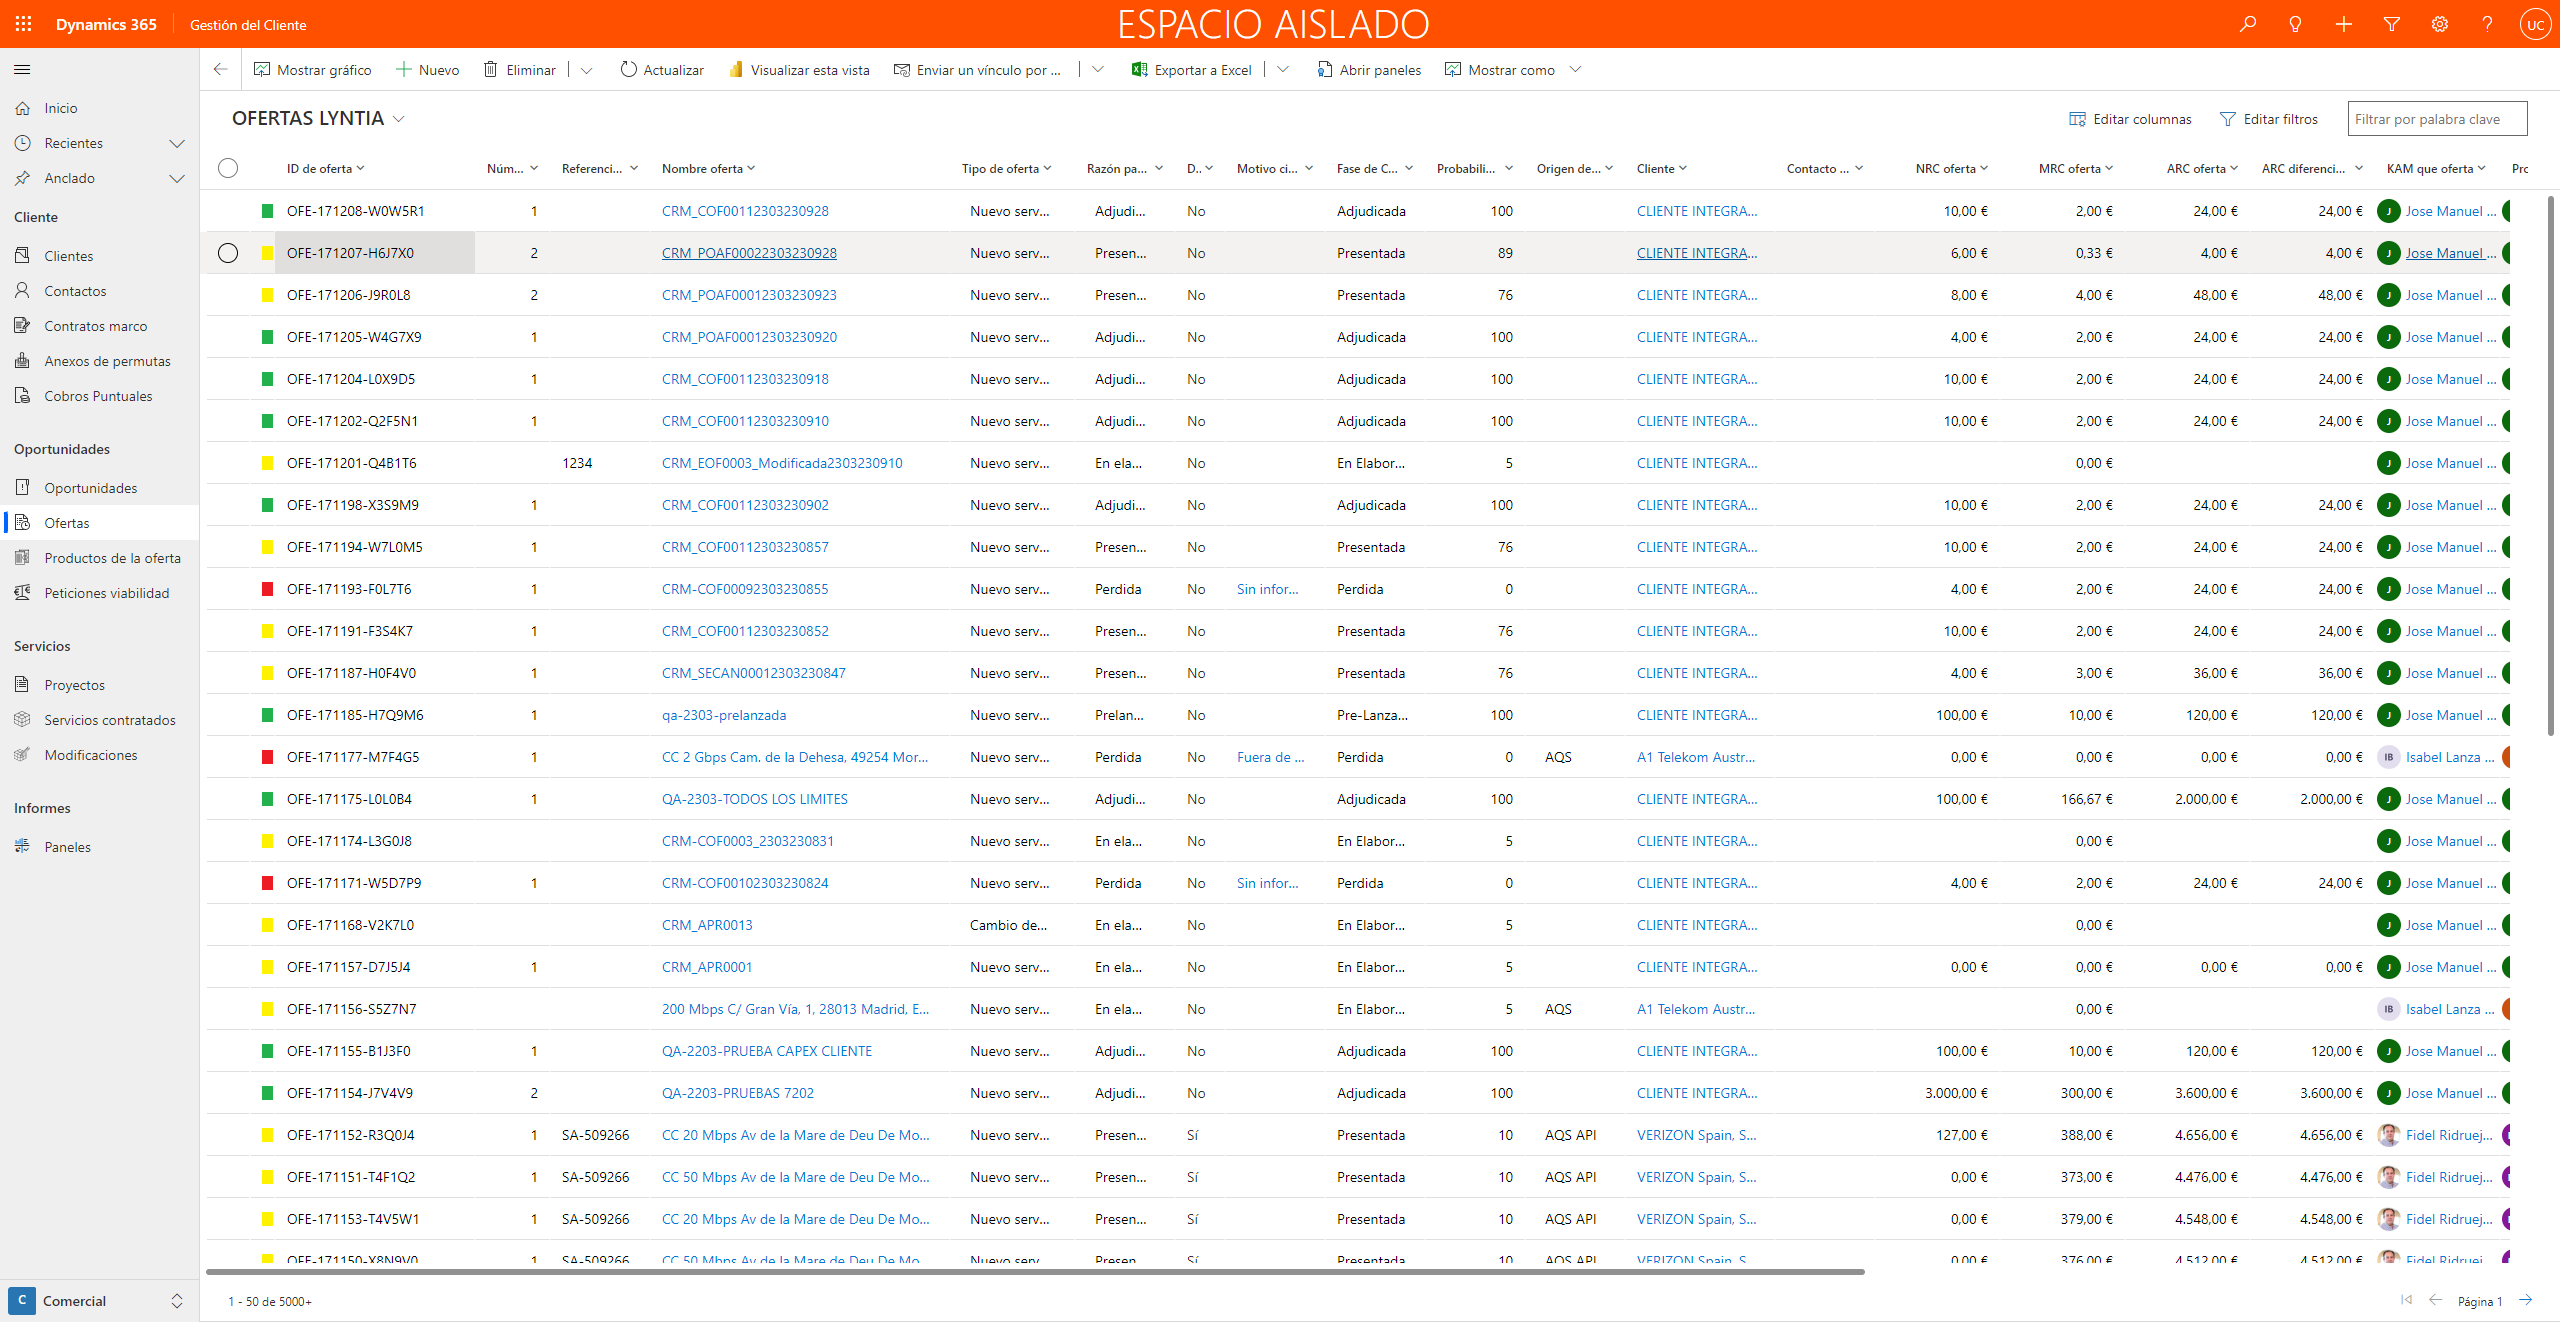 Dynamics 365 Gestión del Cliente ESPACIO AISLADO UC
Mostrar gráfico Nuevo Eliminar Actualizar Visualizar esta vista Enviar un vínculo por ... Exportar a Excel Abrir paneles Mostrar como
Inicio
Recientes
Anclado
Cliente
Clientes
Contactos
Contratos marco
Anexos de permutas
Cobros Puntuales
Oportunidades
Oportunidades
Ofertas
Productos de la oferta
Peticiones viabilidad
Servicios
Proyectos
Servicios contratados
Modificaciones
Informes
Paneles
C Comercial
OFERTAS LYNTIA Editar columnas Editar filtros Filtrar por palabra clave
ID de oferta Núm... Referenci... Nombre oferta Tipo de oferta Razón pa... D.. Motivo ci... Fase de C... Probabili... Origen de... Cliente Contacto ... NRC oferta MRC oferta ARC oferta ARC diferenci... KAM que oferta Pro
OFE-171208-W0W5R1 1 CRM_COF00112303230928 Nuevo serv... Adjudi... No Adjudicada 100 CLIENTE INTEGRA... 10,00 € 2,00 € 24,00 € 24,00 € J Jose Manuel ...
OFE-171207-H6J7X0 2 CRM_POAF00022303230928 Nuevo serv... Presen... No Presentada 89 CLIENTE INTEGRA... 6,00 € 0,33 € 4,00 € 4,00 € J Jose Manuel ...
OFE-171206-J9R0L8 2 CRM_POAF00012303230923 Nuevo serv... Presen... No Presentada 76 CLIENTE INTEGRA... 8,00 € 4,00 € 48,00 € 48,00 € J Jose Manuel ...
OFE-171205-W4G7X9 1 CRM_POAF00012303230920 Nuevo serv... Adjudi... No Adjudicada 100 CLIENTE INTEGRA... 4,00 € 2,00 € 24,00 € 24,00 € J Jose Manuel ...
OFE-171204-L0X9D5 1 CRM_COF00112303230918 Nuevo serv... Adjudi... No Adjudicada 100 CLIENTE INTEGRA... 10,00 € 2,00 € 24,00 € 24,00 € J Jose Manuel ...
OFE-171202-Q2F5N1 1 CRM_COF00112303230910 Nuevo serv... Adjudi... No Adjudicada 100 CLIENTE INTEGRA... 10,00 € 2,00 € 24,00 € 24,00 € J Jose Manuel ...
OFE-171201-Q4B1T6 1234 CRM_EOF0003_Modificada2303230910 Nuevo serv... En ela... No En Elabor... 5 CLIENTE INTEGRA... 0,00 € J Jose Manuel ...
OFE-171198-X3S9M9 1 CRM_COF00112303230902 Nuevo serv... Adjudi... No Adjudicada 100 CLIENTE INTEGRA... 10,00 € 2,00 € 24,00 € 24,00 € J Jose Manuel ...
OFE-171194-W7L0M5 1 CRM_COF00112303230857 Nuevo serv... Presen... No Presentada 76 CLIENTE INTEGRA... 10,00 € 2,00 € 24,00 € 24,00 € J Jose Manuel ...
OFE-171193-F0L7T6 1 CRM-COF00092303230855 Nuevo serv... Perdida No Sin infor... Perdida 0 CLIENTE INTEGRA... 4,00 € 2,00 € 24,00 € 24,00 € J Jose Manuel ...
OFE-171191-F3S4K7 1 CRM_COF00112303230852 Nuevo serv... Presen... No Presentada 76 CLIENTE INTEGRA... 10,00 € 2,00 € 24,00 € 24,00 € J Jose Manuel ...
OFE-171187-H0F4V0 1 CRM_SECAN00012303230847 Nuevo serv... Presen... No Presentada 76 CLIENTE INTEGRA... 4,00 € 3,00 € 36,00 € 36,00 € J Jose Manuel ...
OFE-171185-H7Q9M6 1 qa-2303-prelanzada Nuevo serv... Prelan... No Pre-Lanza... 100 CLIENTE INTEGRA... 100,00 € 10,00 € 120,00 € 120,00 € J Jose Manuel ...
OFE-171177-M7F4G5 1 CC 2 Gbps Cam. de la Dehesa, 49254 Mor... Nuevo serv... Perdida No Fuera de ... Perdida 0 AQS A1 Telekom Austr... 0,00 € 0,00 € 0,00 € 0,00 € IB Isabel Lanza ...
OFE-171175-L0L0B4 1 QA-2303-TODOS LOS LIMITES Nuevo serv... Adjudi... No Adjudicada 100 CLIENTE INTEGRA... 100,00 € 166,67 € 2.000,00 € 2.000,00 € J Jose Manuel ...
OFE-171174-L3G0J8 CRM-COF0003_2303230831 Nuevo serv... En ela... No En Elabor... 5 CLIENTE INTEGRA... 0,00 € J Jose Manuel ...
OFE-171171-W5D7P9 1 CRM-COF00102303230824 Nuevo serv... Perdida No Sin infor... Perdida 0 CLIENTE INTEGRA... 4,00 € 2,00 € 24,00 € 24,00 € J Jose Manuel ...
OFE-171168-V2K7L0 CRM_APR0013 Cambio de... En ela... No En Elabor... 5 CLIENTE INTEGRA... 0,00 € J Jose Manuel ...
OFE-171157-D7J5J4 1 CRM_APR0001 Nuevo serv... En ela... No En Elabor... 5 CLIENTE INTEGRA... 0,00 € 0,00 € 0,00 € 0,00 € J Jose Manuel ...
OFE-171156-S5Z7N7 200 Mbps C/ Gran Vía, 1, 28013 Madrid, E... Nuevo serv... En ela... No En Elabor... 5 AQS A1 Telekom Austr... 0,00 € IB Isabel Lanza ...
OFE-171155-B1J3F0 1 QA-2203-PRUEBA CAPEX CLIENTE Nuevo serv... Adjudi... No Adjudicada 100 CLIENTE INTEGRA... 100,00 € 10,00 € 120,00 € 120,00 € J Jose Manuel ...
OFE-171154-J7V4V9 2 QA-2203-PRUEBAS 7202 Nuevo serv... Adjudi... No Adjudicada 100 CLIENTE INTEGRA... 3.000,00 € 300,00 € 3.600,00 € 3.600,00 € J Jose Manuel ...
OFE-171152-R3Q0J4 1 SA-509266 CC 20 Mbps Av de la Mare de Deu De Mo... Nuevo serv... Presen... Sí Presentada 10 AQS API VERIZON Spain, S... 127,00 € 388,00 € 4.656,00 € 4.656,00 € Fidel Ridruej...
OFE-171151-T4F1Q2 1 SA-509266 CC 50 Mbps Av de la Mare de Deu De Mo... Nuevo serv... Presen... Sí Presentada 10 AQS API VERIZON Spain, S... 0,00 € 373,00 € 4.476,00 € 4.476,00 € Fidel Ridruej...
OFE-171153-T4V5W1 1 SA-509266 CC 20 Mbps Av de la Mare de Deu De Mo... Nuevo serv... Presen... Sí Presentada 10 AQS API VERIZON Spain, S... 0,00 € 379,00 € 4.548,00 € 4.548,00 € Fidel Ridruej...
OFE-171150-X8N9V0 1 SA-509266 CC 50 Mbps Av de la Mare de Deu De Mo... Nuevo serv... Presen... Sí Presentada 10 AQS API VERIZON Spain, S... 0,00 € 376,00 € 4.512,00 € 4.512,00 € Fidel Ridruej...
1 - 50 de 5000+ Página 1